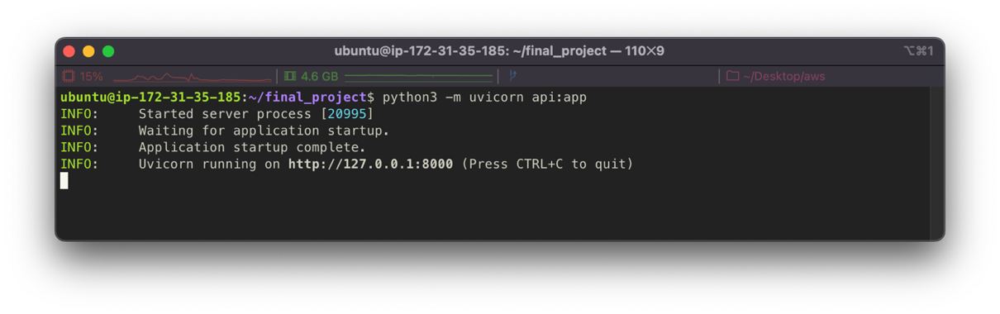 ubuntu@ip-172-31-35-185: ~/final_project — 110×9
⌥⌘1
15%
4.6 GB
~/Desktop/aws
ubuntu@ip-172-31-35-185:~/final_project$ python3 -m uvicorn api:app
INFO:     Started server process [20995]
INFO:     Waiting for application startup.
INFO:     Application startup complete.
INFO:     Uvicorn running on http://127.0.0.1:8000 (Press CTRL+C to quit)